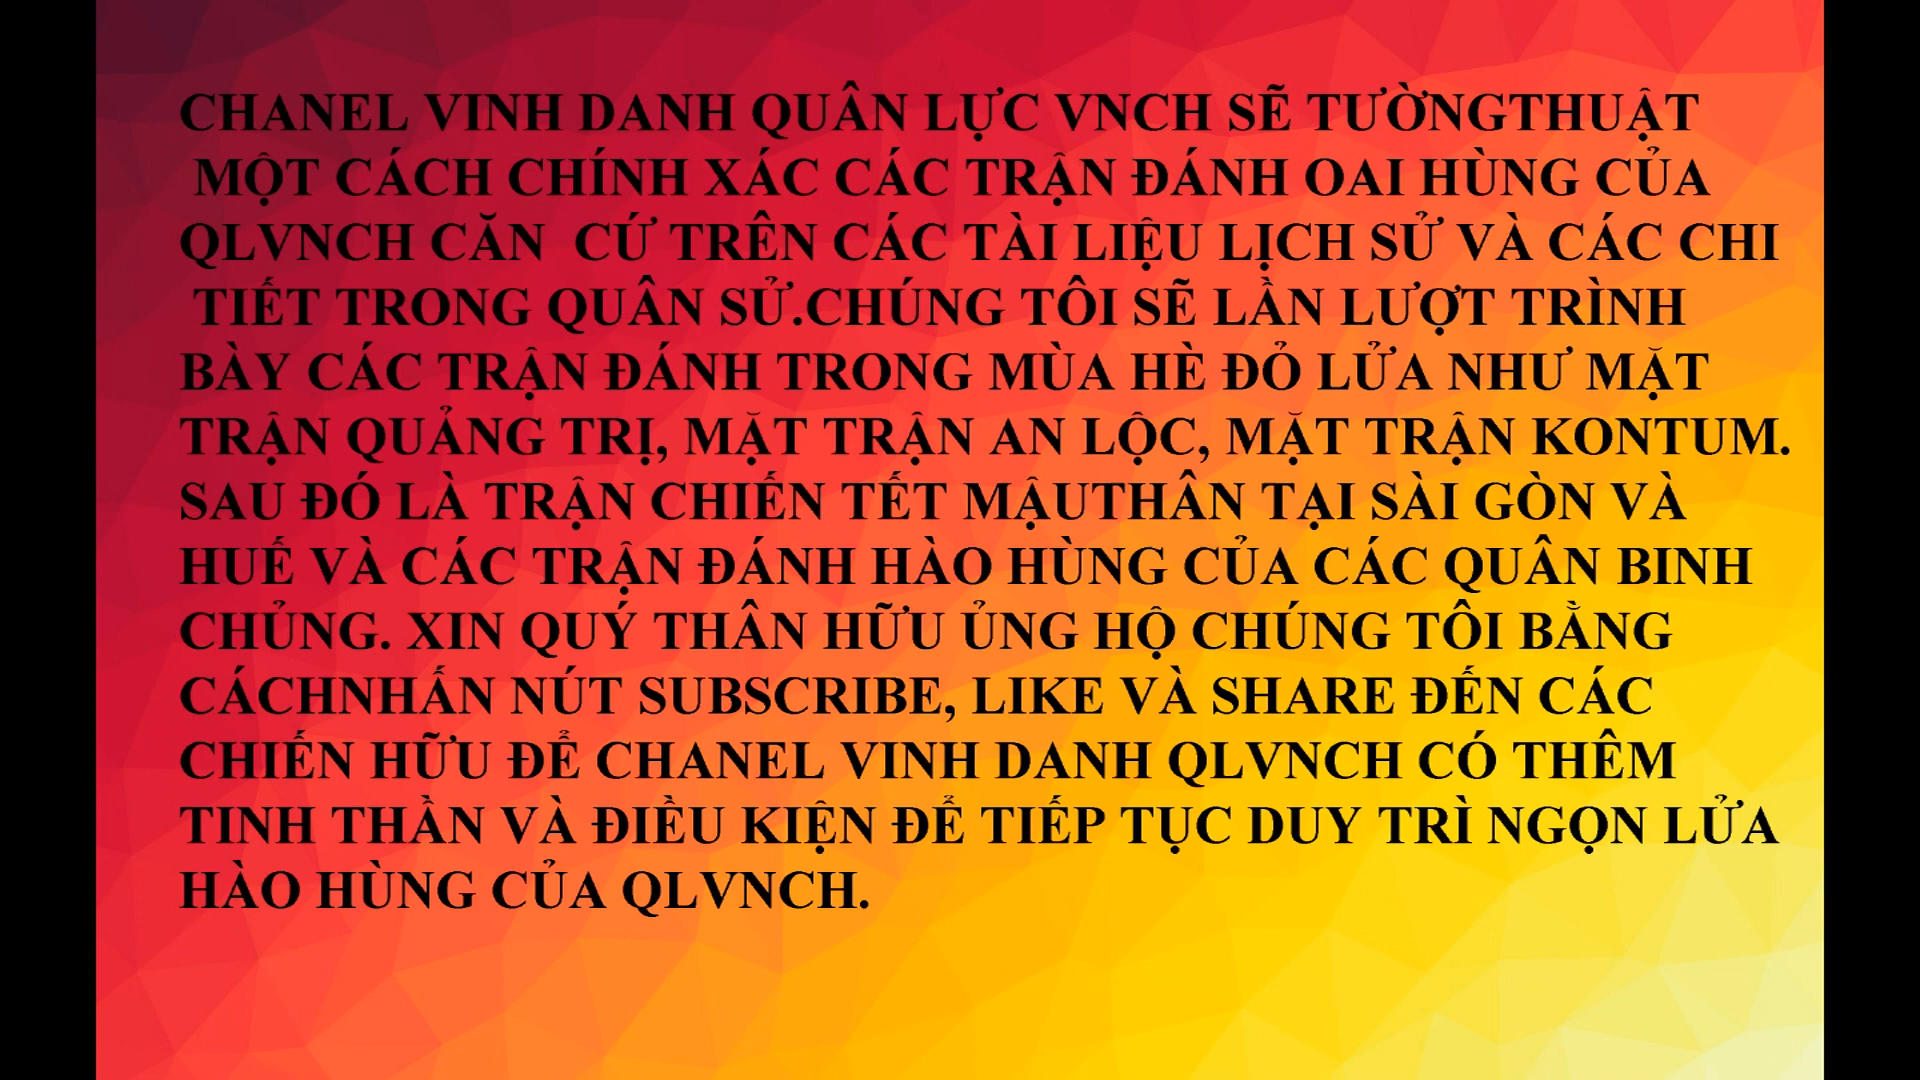 CHANEL VINH DANH QUÂN LỰC VNCH SẼ TƯỜNGTHUẬT
MỘT CÁCH CHÍNH XÁC CÁC TRẬN ĐÁNH OAI HÙNG CỦA
QLVNCH CĂN  CỨ TRÊN CÁC TÀI LIỆU LỊCH SỬ VÀ CÁC CHI
TIẾT TRONG QUÂN SỬ.CHÚNG TÔI SẼ LẦN LƯỢT TRÌNH
BÀY CÁC TRẬN ĐÁNH TRONG MÙA HÈ ĐỎ LỬA NHƯ MẶT
TRẬN QUẢNG TRỊ, MẶT TRẬN AN LỘC, MẶT TRẬN KONTUM.
SAU ĐÓ LÀ TRẬN CHIẾN TẾT MẬUTHÂN TẠI SÀI GÒN VÀ
HUẾ VÀ CÁC TRẬN ĐÁNH HÀO HÙNG CỦA CÁC QUÂN BINH
CHỦNG. XIN QUÝ THÂN HỮU ỦNG HỘ CHÚNG TÔI BẰNG
CÁCHNHẤN NÚT SUBSCRIBE, LIKE VÀ SHARE ĐẾN CÁC
CHIẾN HỮU ĐỂ CHANEL VINH DANH QLVNCH CÓ THÊM
TINH THẦN VÀ ĐIỀU KIỆN ĐỂ TIẾP TỤC DUY TRÌ NGỌN LỬA
HÀO HÙNG CỦA QLVNCH.